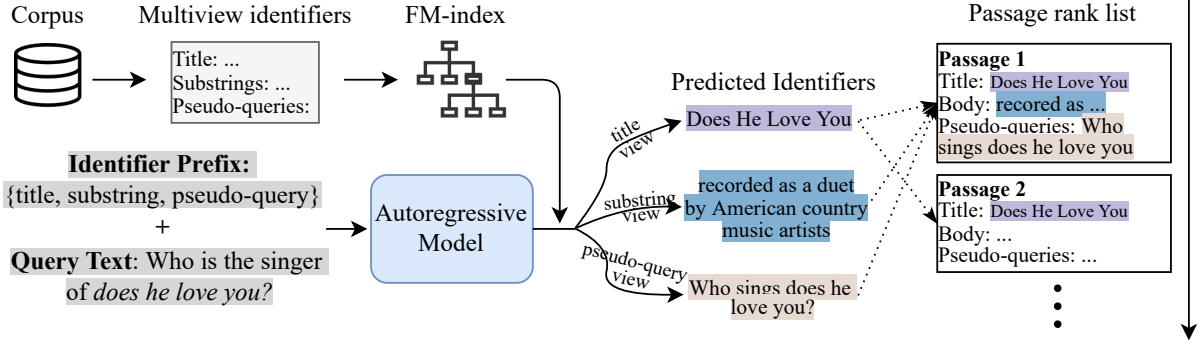 Corpus
Multiview identifiers
FM-index
Passage rank list
Title: ...
Substrings: ...
Pseudo-queries:
Identifier Prefix:
{title, substring, pseudo-query}
+
Query Text: Who is the singer
of does he love you?
Autoregressive
Model
title
view
substring
view
pseudo-query
view
Predicted Identifiers
Does He Love You
recorded as a duet
by American country
music artists
Who sings does he
love you?
Passage 1
Title: Does He Love You
Body: recored as ...
Pseudo-queries: Who
sings does he love you
Passage 2
Title: Does He Love You
Body: ...
Pseudo-queries: ...